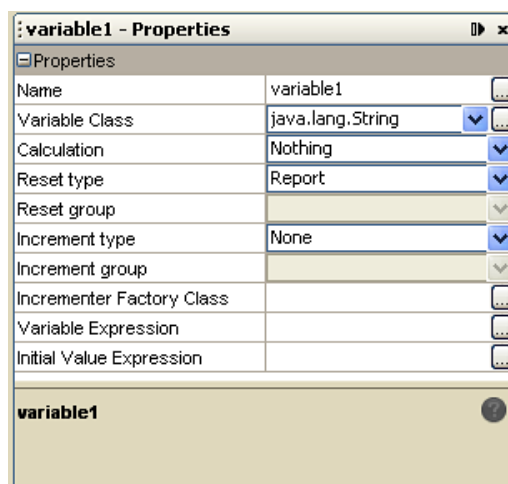 variable1 - Properties
Properties
Name variable1 ...
Variable Class java.lang.String ...
Calculation Nothing
Reset type Report
Reset group
Increment type None
Increment group
Incrementer Factory Class ...
Variable Expression ...
Initial Value Expression ...
variable1 ?